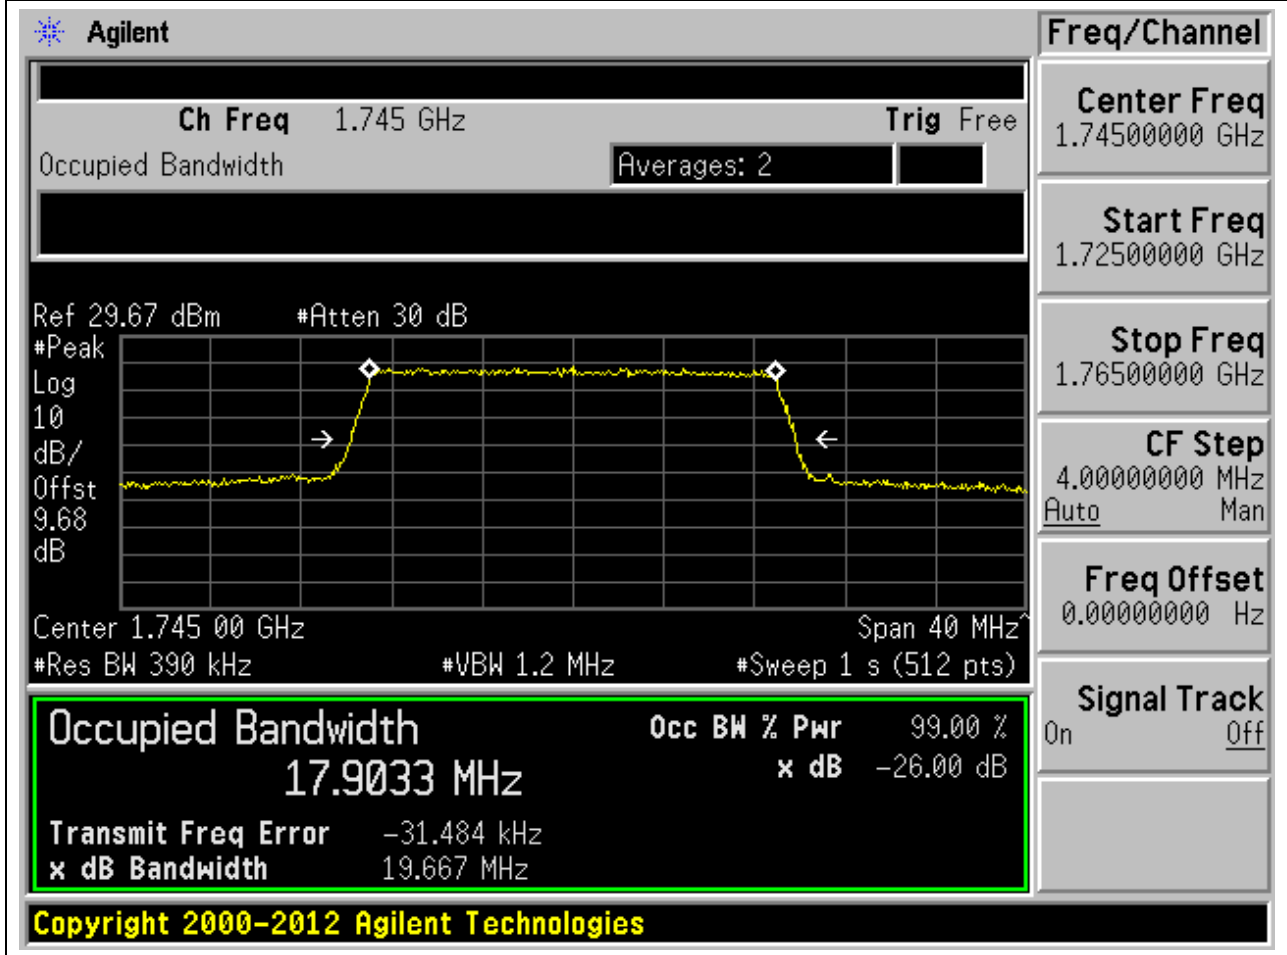 Agilent
Freq/Channel
Ch Freq 1.745 GHz Trig Free
Occupied Bandwidth Averages: 2
Center Freq
1.74500000 GHz
Start Freq
1.72500000 GHz
Stop Freq
1.76500000 GHz
CF Step
4.00000000 MHz
Auto Man
Freq Offset
0.00000000 Hz
Signal Track
On Off
Ref 29.67 dBm #Atten 30 dB
#Peak
Log
10
dB/
Offst
9.68
dB
Center 1.745 00 GHz Span 40 MHz^
#Res BW 390 kHz #VBW 1.2 MHz #Sweep 1 s (512 pts)
Occupied Bandwidth
17.9033 MHz
Occ BW % Pwr 99.00 %
x dB -26.00 dB
Transmit Freq Error -31.484 kHz
x dB Bandwidth 19.667 MHz
Copyright 2000-2012 Agilent Technologies